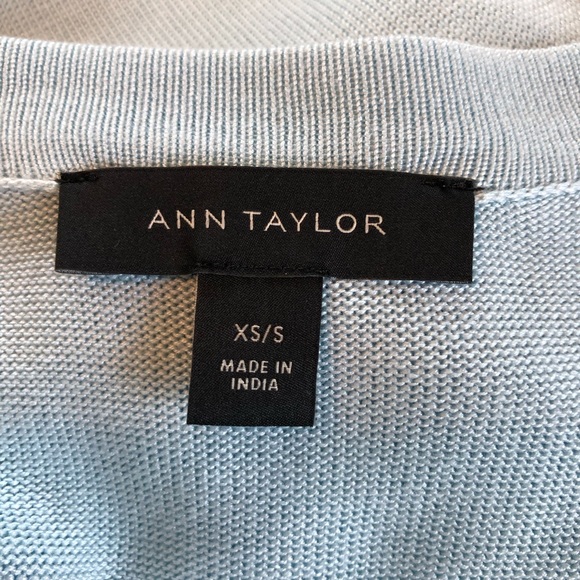 ANN TAYLOR
XS/S
MADE IN
INDIA